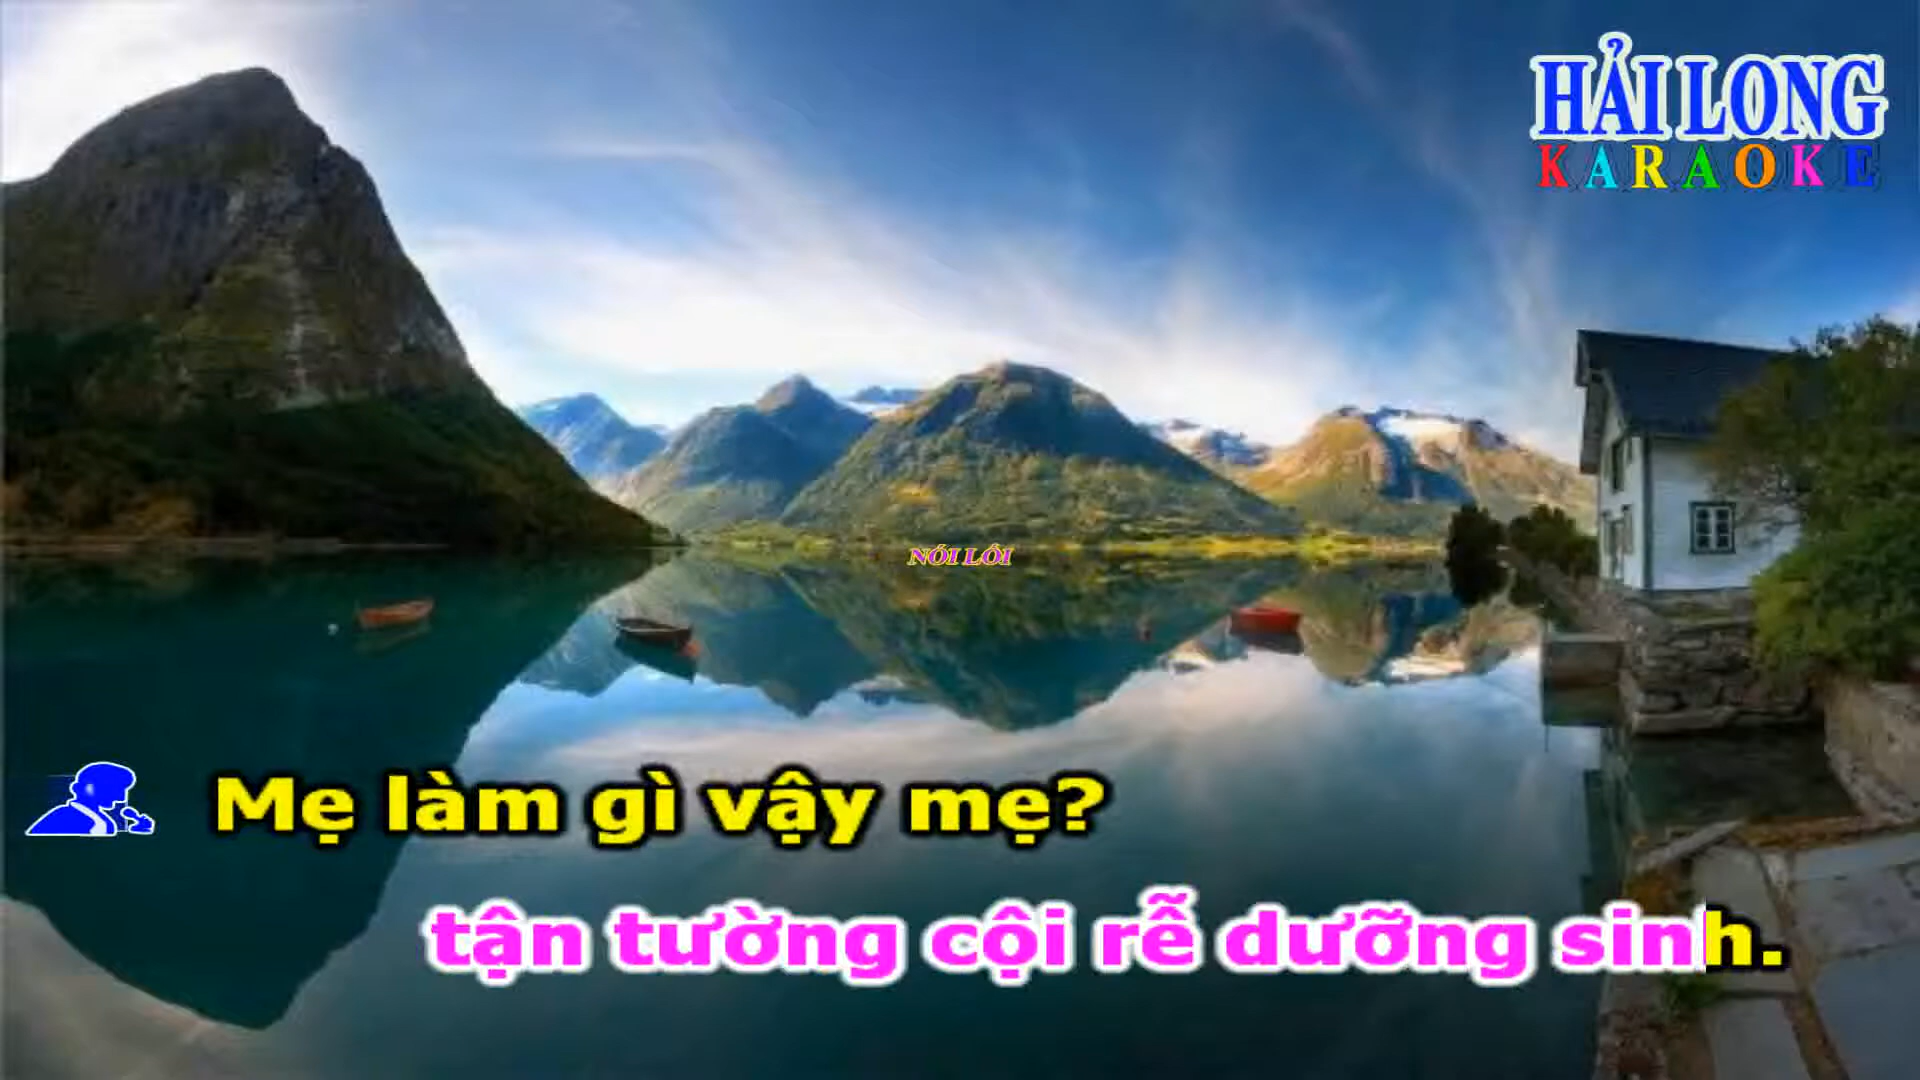 HẢI LONG
KARAOKE
NÓI LỐI
Mẹ làm gì vậy mẹ?
tận tường cội rễ dưỡng sinh.